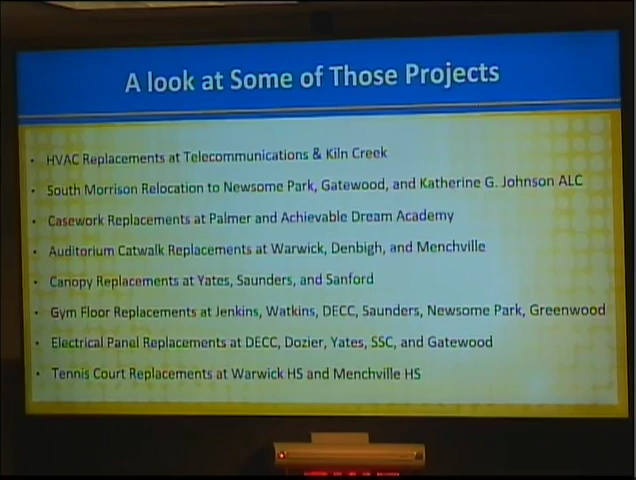 A look at Some of Those Projects
• HVAC Replacements at Telecommunications & Kiln Creek
• South Morrison Relocation to Newsome Park, Gatewood, and Katherine G. Johnson ALC
• Casework Replacements at Palmer and Achievable Dream Academy
• Auditorium Catwalk Replacements at Warwick, Denbigh, and Menchville
• Canopy Replacements at Yates, Saunders, and Sanford
• Gym Floor Replacements at Jenkins, Watkins, DECC, Saunders, Newsome Park, Greenwood
• Electrical Panel Replacements at DECC, Dozier, Yates, SSC, and Gatewood
• Tennis Court Replacements at Warwick HS and Menchville HS